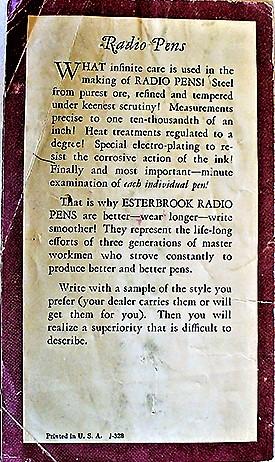 Radio Pens
WHAT infinite care is used in the
making of RADIO PENS! Steel
from purest ore, refined and tempered
under keenest scrutiny! Measurements
precise to one ten-thousandth of an
inch! Heat treatments regulated to a
degree! Special electro-plating to re-
sist the corrosive action of the ink!
Finally and most important—minute
examination of each individual pen!
That is why ESTERBROOK RADIO
PENS are better—wear longer—write
smoother! They represent the life-long
efforts of three generations of master
workmen who strove constantly to
produce better and better pens.
Write with a sample of the style you
prefer (your dealer carries them or will
get them for you). Then you will
realize a superiority that is difficult to
describe.
Printed in U. S. A. J-328